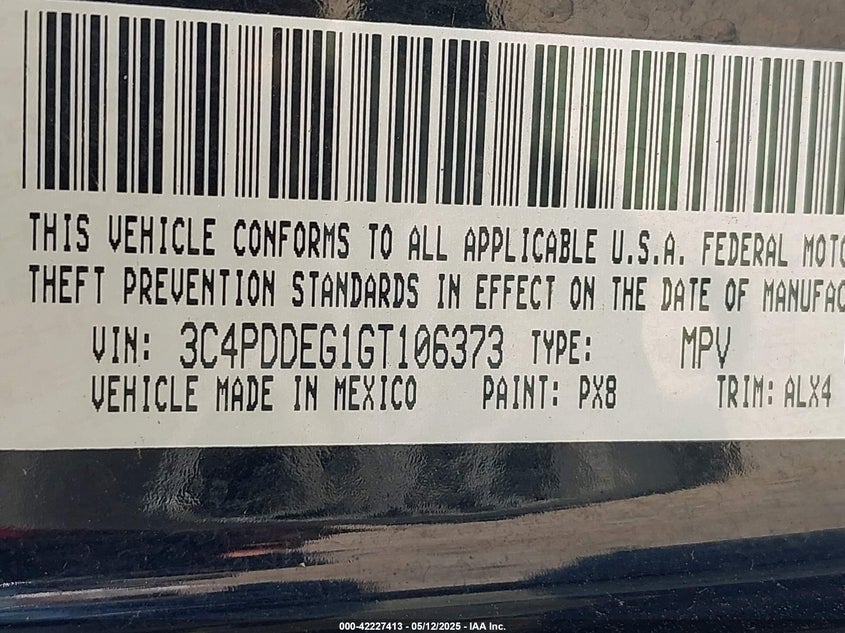 THIS VEHICLE CONFORMS TO ALL APPLICABLE U.S.A. FEDERAL MOTO
THEFT PREVENTION STANDARDS IN EFFECT ON THE DATE OF MANUFAC
VIN: 3C4PDDEG1GT106373 TYPE: MPV
VEHICLE MADE IN MEXICO PAINT: PX8 TRIM: ALX4
000-42227413 - 05/12/2025 - IAA Inc.